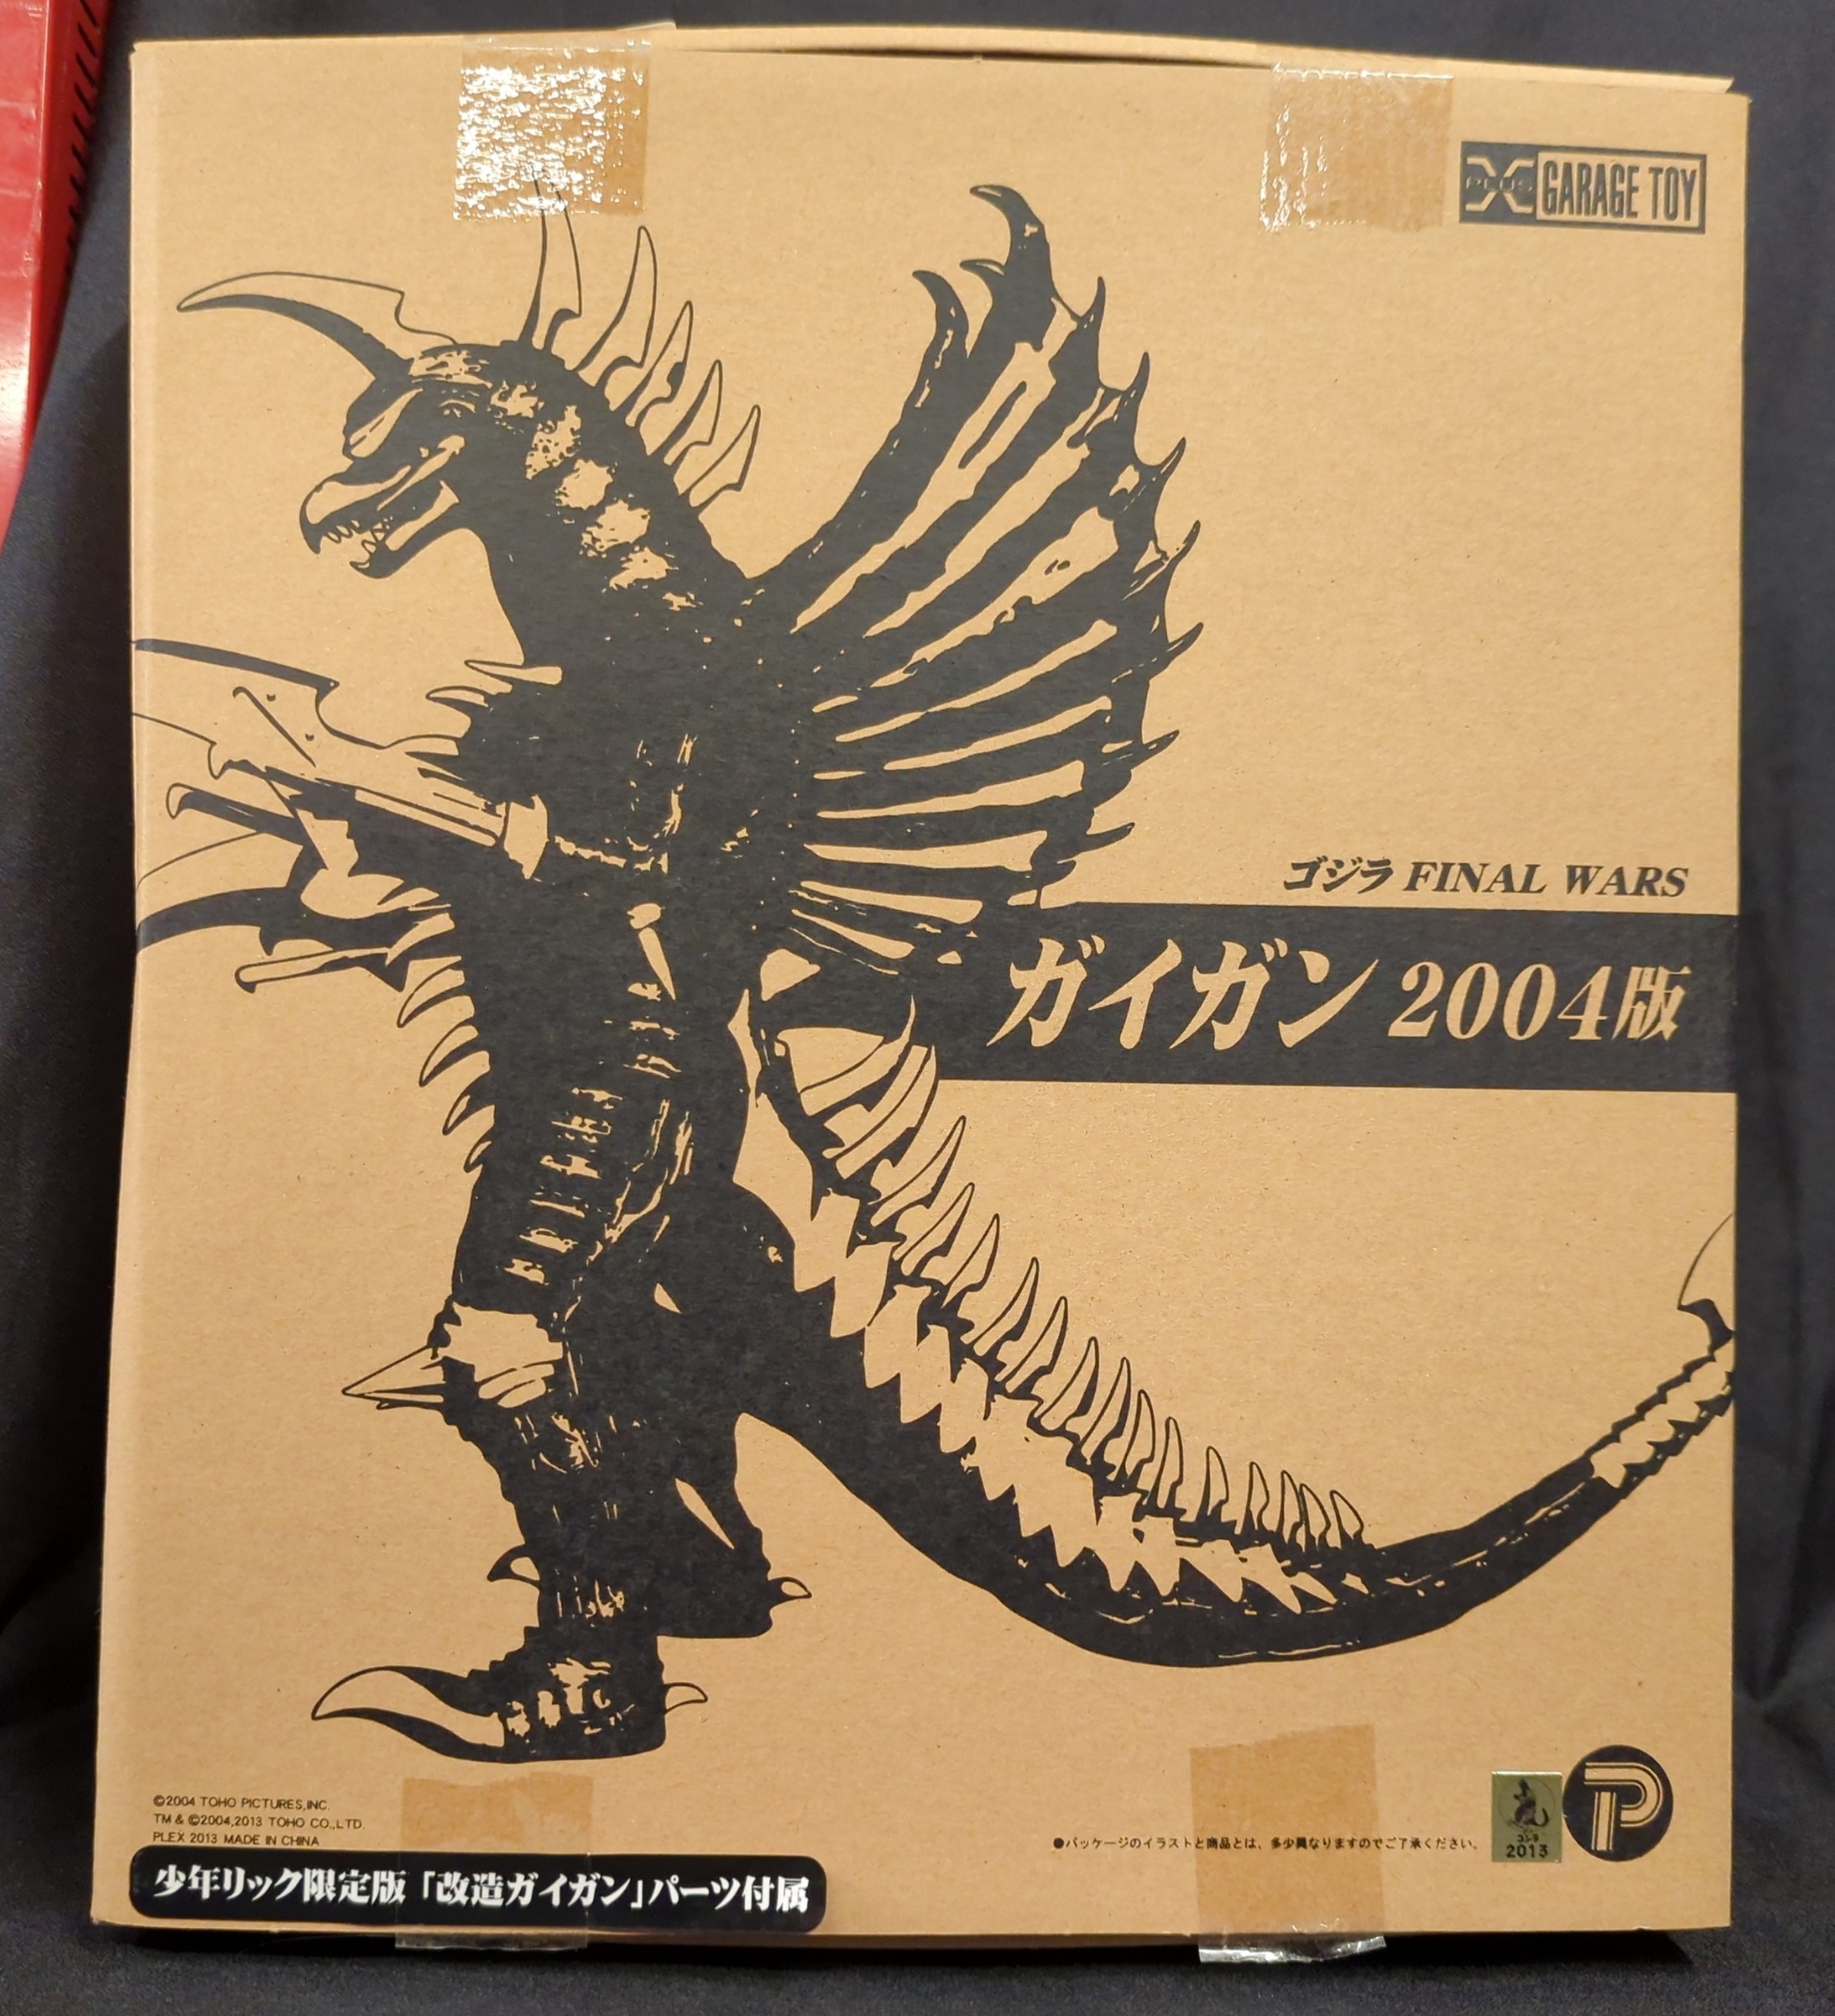 X PLUS GARAGE TOY
ゴジラ FINAL WARS
ガイガン 2004版
©2004 TOHO PICTURES,INC.
TM & ©2004,2013 TOHO CO.,LTD.
PLEX 2013 MADE IN CHINA
●パッケージのイラストと商品とは、多少異なりますのでご了承ください。
ゴジラ
2013
P
少年リック限定版「改造ガイガン」パーツ付属